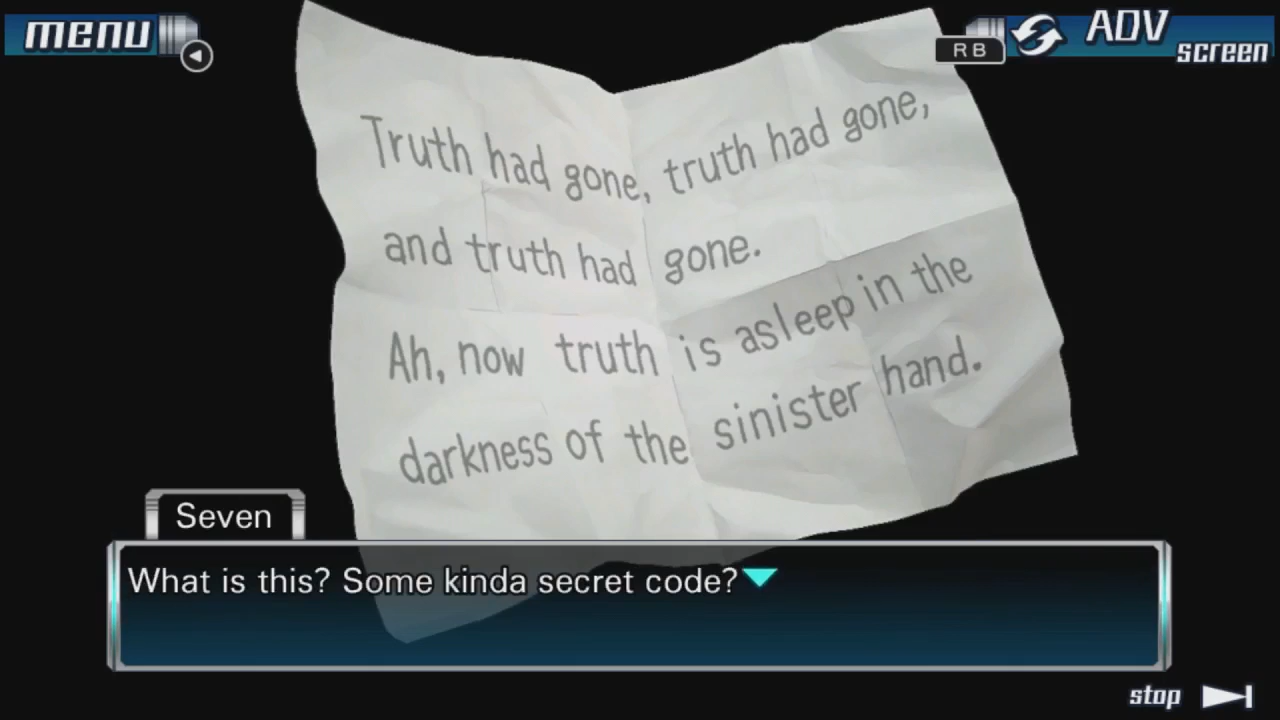 menu
RB
ADV
screen
Truth had gone, truth had gone,
and truth had gone.
Ah, now truth is asleep in the
darkness of the sinister hand.
Seven
What is this? Some kinda secret code?
stop